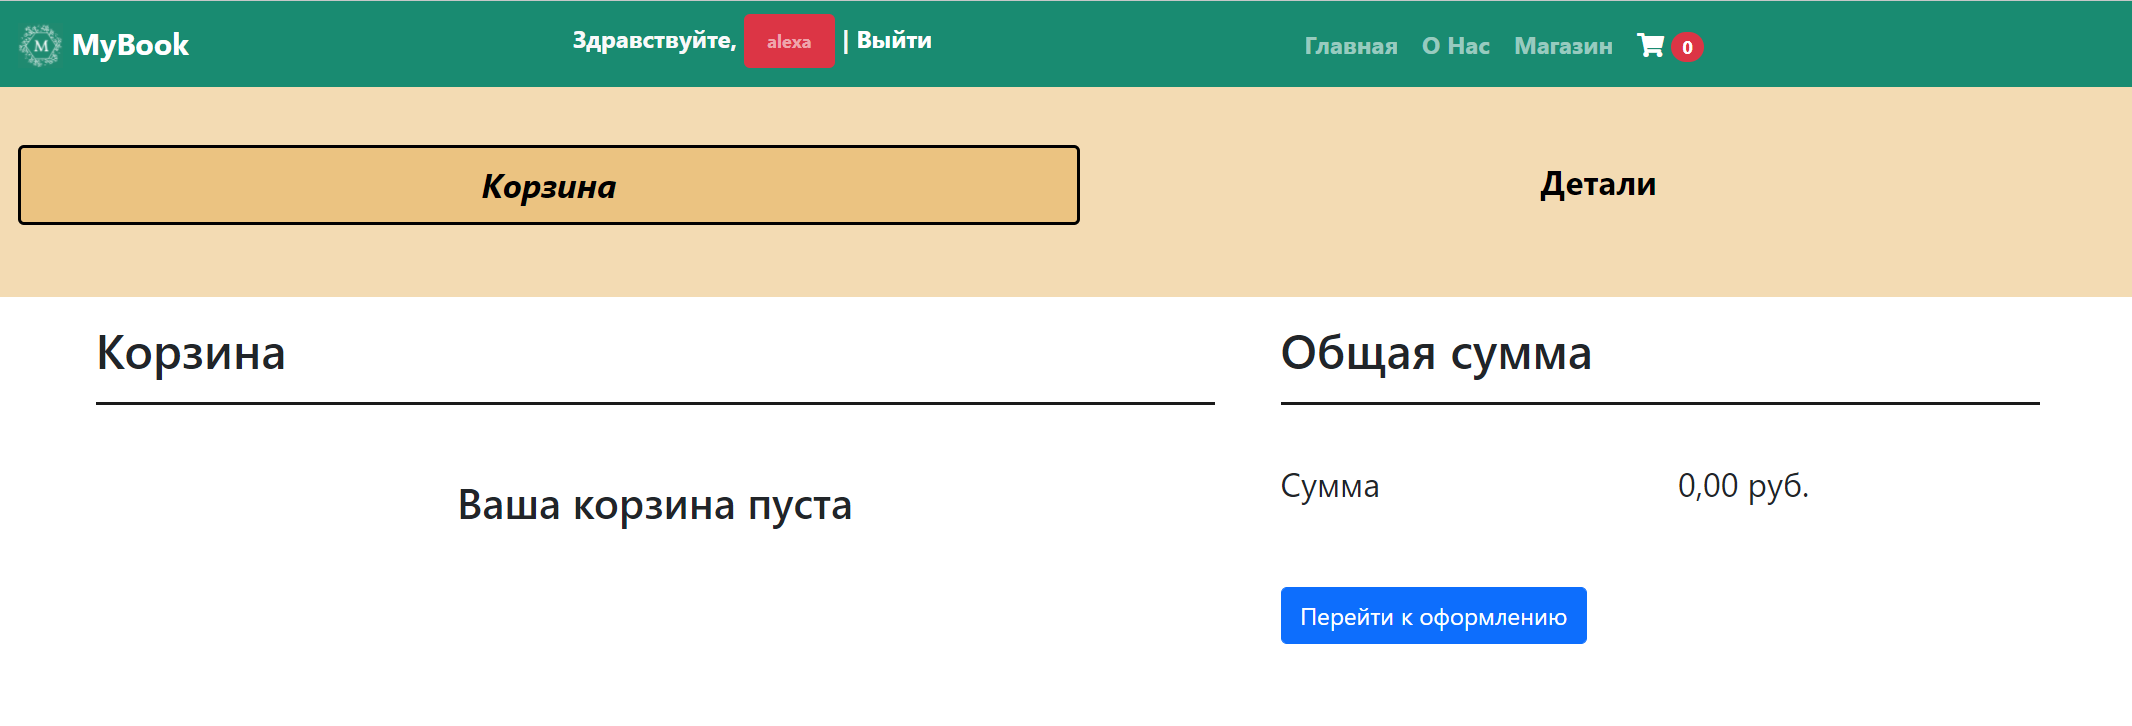 M MyBook Здравствуйте, alexa | Выйти Главная О Нас Магазин 0
Корзина Детали
Корзина Общая сумма
Сумма 0,00 руб.
Ваша корзина пуста
Перейти к оформлению